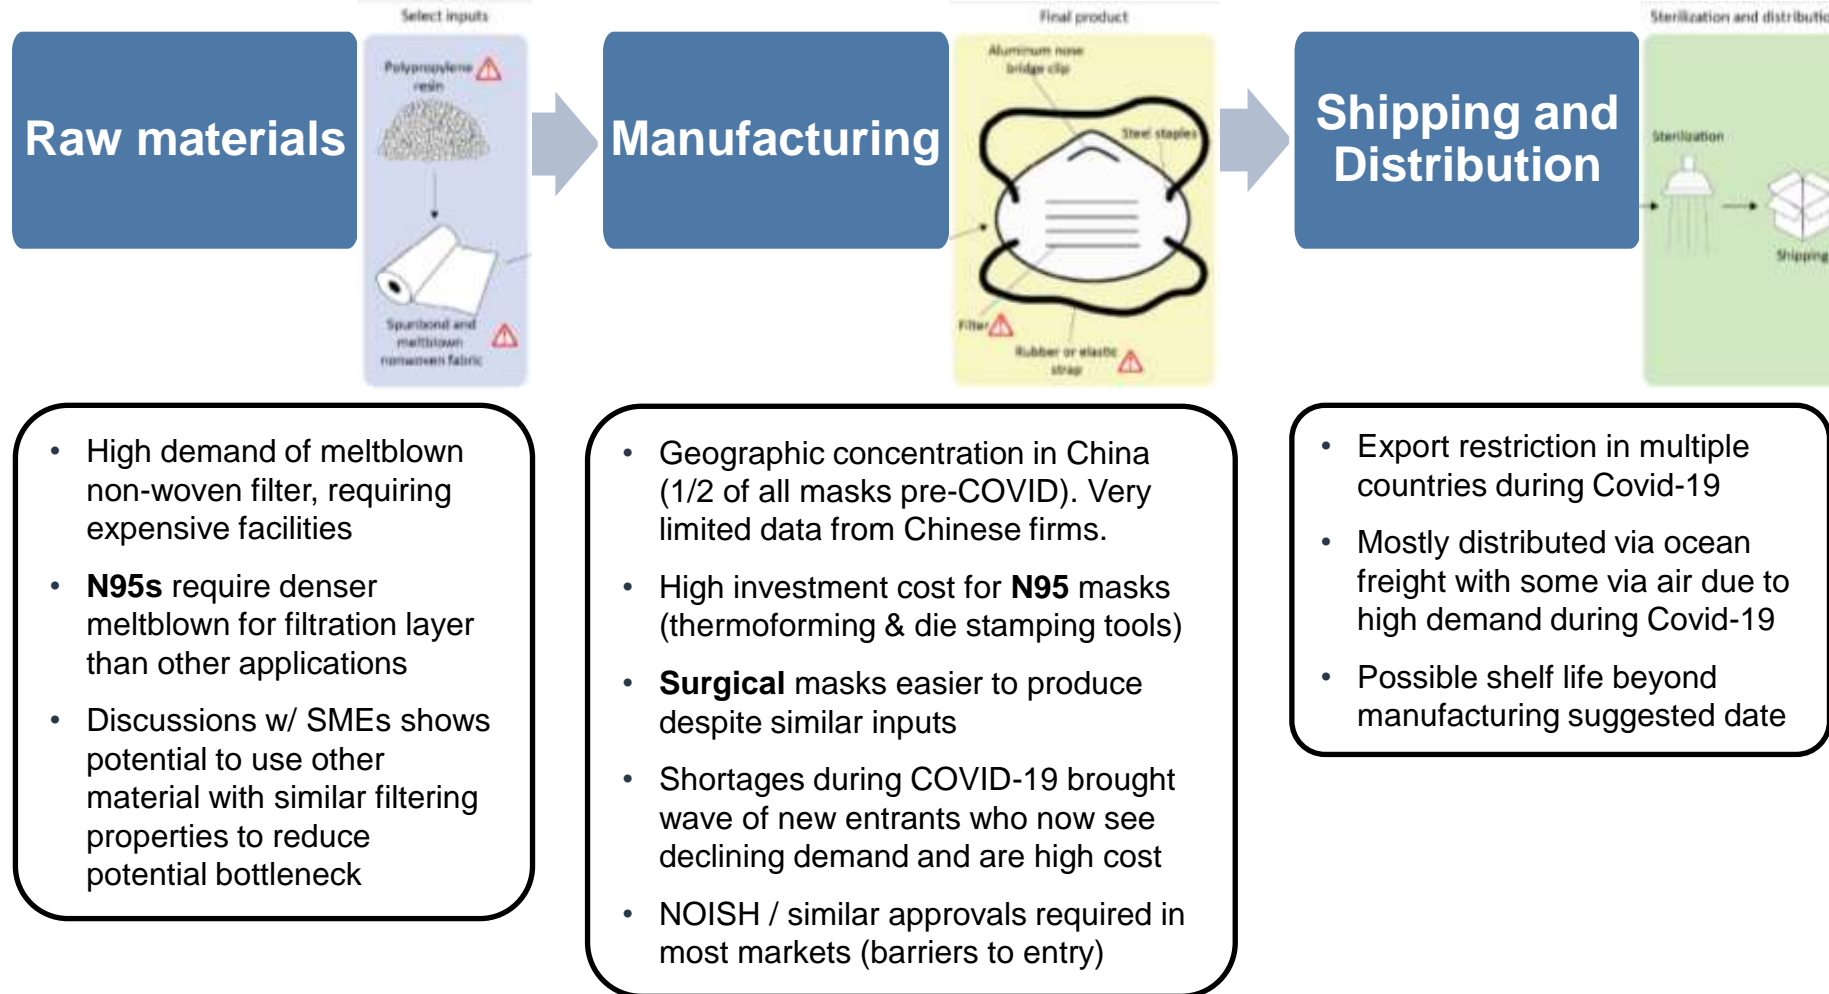 Select inputs
Final product
Sterilization and distributio
Raw materials
Polypropylene
resin
Spunbond and
meltblown
nonwoven fabric
Manufacturing
Aluminum nose
bridge clip
Steel staples
Filter
Rubber or elastic
strap
Shipping and
Distribution
Sterilization
Shipping
• High demand of meltblown
non-woven filter, requiring
expensive facilities
• N95s require denser
meltblown for filtration layer
than other applications
• Discussions w/ SMEs shows
potential to use other
material with similar filtering
properties to reduce
potential bottleneck
• Geographic concentration in China
(1/2 of all masks pre-COVID). Very
limited data from Chinese firms.
• High investment cost for N95 masks
(thermoforming & die stamping tools)
• Surgical masks easier to produce
despite similar inputs
• Shortages during COVID-19 brought
wave of new entrants who now see
declining demand and are high cost
• NOISH / similar approvals required in
most markets (barriers to entry)
• Export restriction in multiple
countries during Covid-19
• Mostly distributed via ocean
freight with some via air due to
high demand during Covid-19
• Possible shelf life beyond
manufacturing suggested date